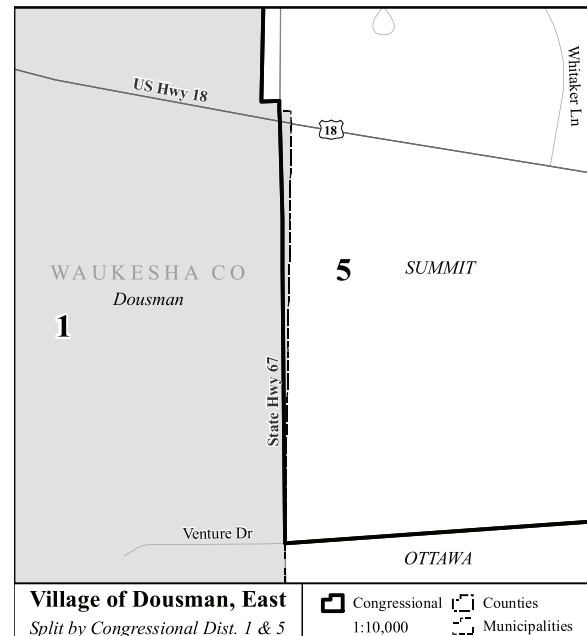 US Hwy 18
18
Whitaker Ln
WAUKESHA CO
Dousman
1
5
SUMMIT
State Hwy 67
Venture Dr
OTTAWA
Village of Dousman, East
Split by Congressional Dist. 1 & 5
Congressional
Counties
1:10,000
Municipalities